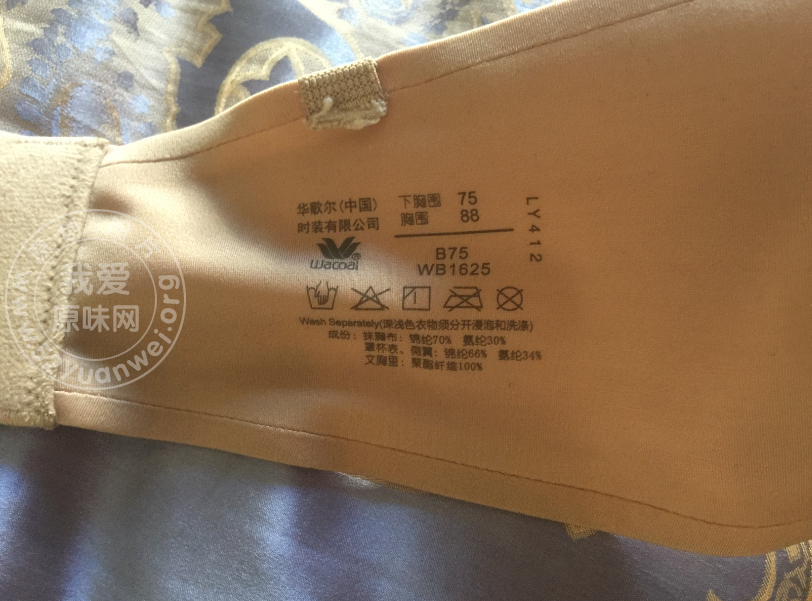 华歌尔(中国)
时装有限公司
Wacoal®
下胸围 75
胸围 88
B75
WB1625
LY412
Wash Separately(深浅色衣物须分开浸泡和洗涤)
成份: 抹胸布: 锦纶70% 氨纶30%
罩杯表、侧翼: 锦纶66% 氨纶34%
文胸里: 聚酯纤维100%
我爱
原味网
yuanwei.org